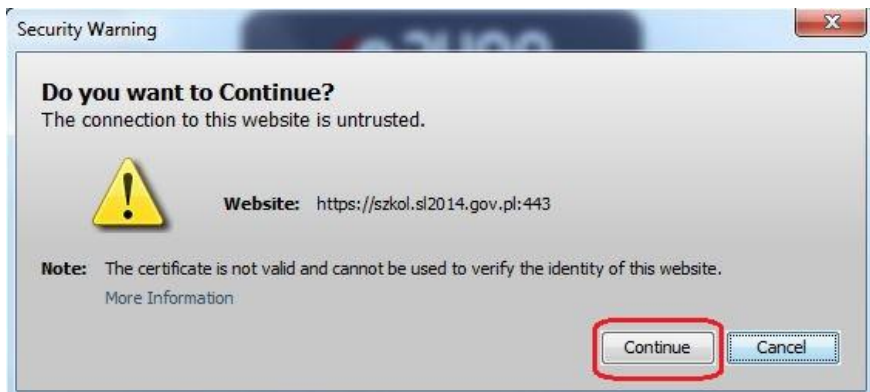 Security Warning
Do you want to Continue?
The connection to this website is untrusted.
Website: https://szkol.sl2014.gov.pl:443
Note: The certificate is not valid and cannot be used to verify the identity of this website.
More Information
Continue Cancel